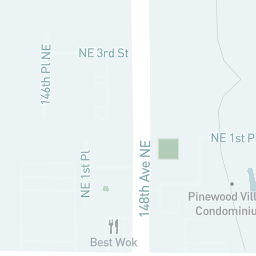 NE 3rd St
146th Pl NE
148th Ave NE
NE 1st P
NE 1st Pl
Pinewood Vill
Condominiu
Best Wok